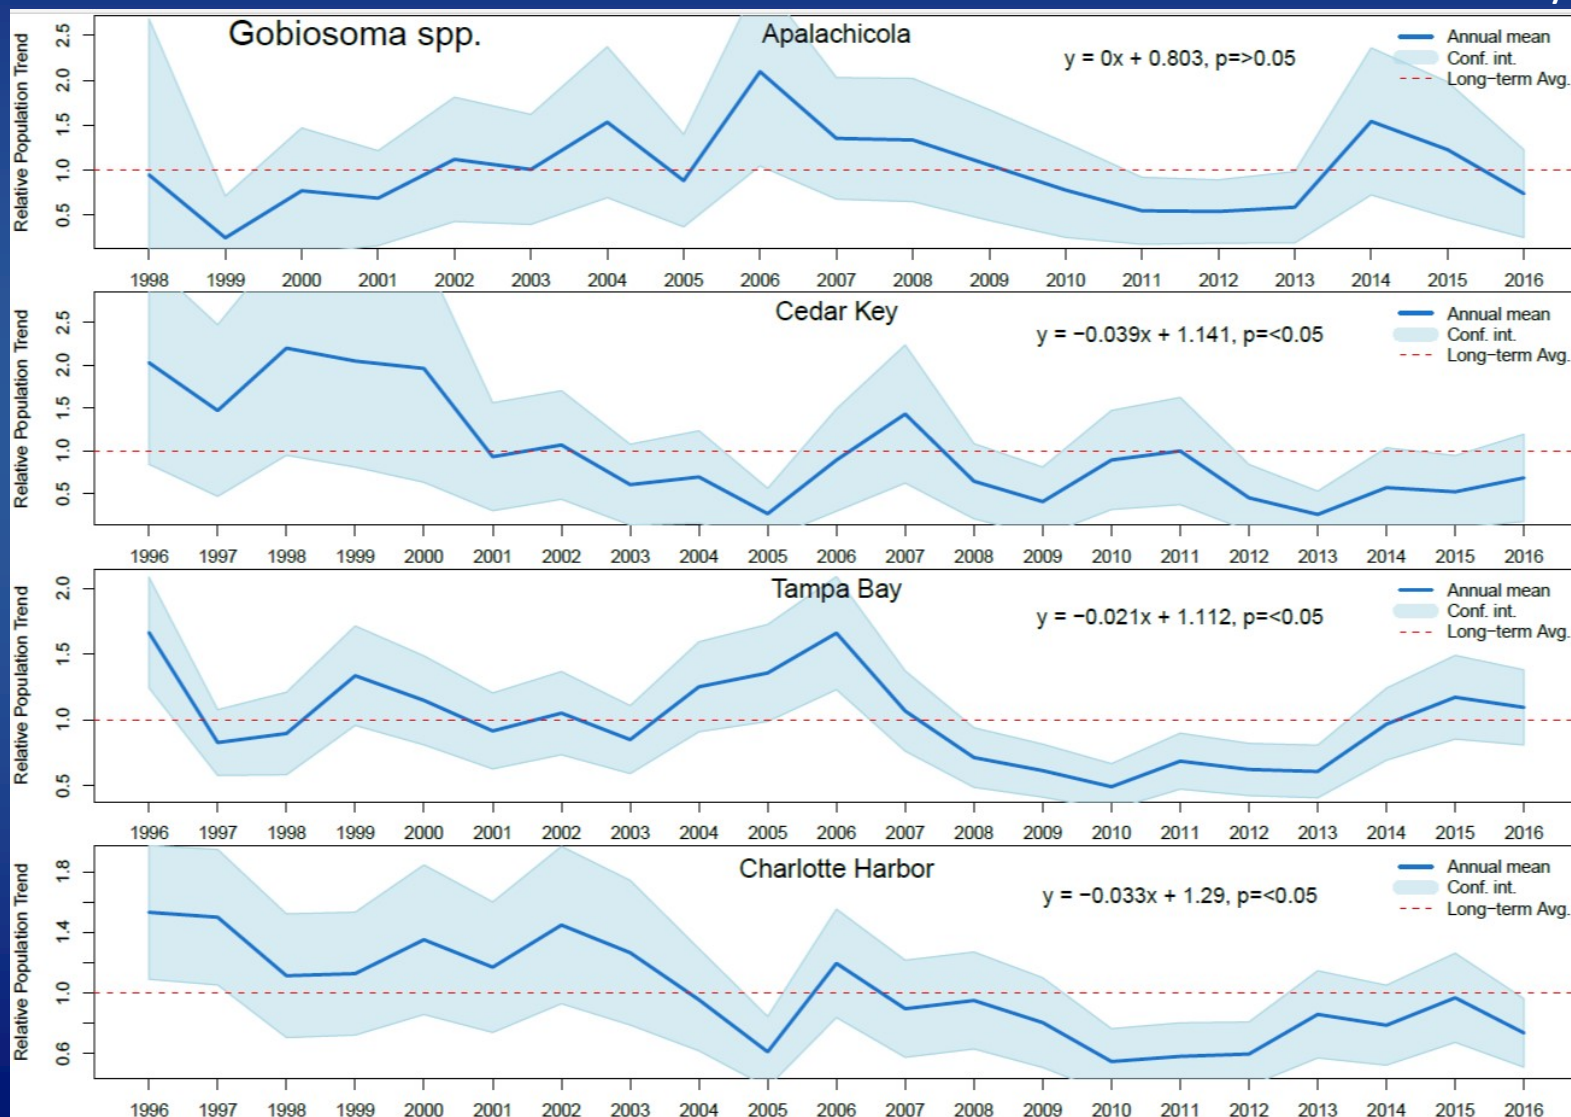 Gobiosoma spp.
Apalachicola
y = 0x + 0.803, p=>0.05
Annual mean
Conf. int.
Long−term Avg.
Relative Population Trend
2.5
2.0
1.5
1.0
0.5
1998 1999 2000 2001 2002 2003 2004 2005 2006 2007 2008 2009 2010 2011 2012 2013 2014 2015 2016
Cedar Key
y = −0.039x + 1.141, p=<0.05
Annual mean
Conf. int.
Long−term Avg.
Relative Population Trend
2.5
2.0
1.5
1.0
0.5
1996 1997 1998 1999 2000 2001 2002 2003 2004 2005 2006 2007 2008 2009 2010 2011 2012 2013 2014 2015 2016
Tampa Bay
y = −0.021x + 1.112, p=<0.05
Annual mean
Conf. int.
Long−term Avg.
Relative Population Trend
2.0
1.5
1.0
0.5
1996 1997 1998 1999 2000 2001 2002 2003 2004 2005 2006 2007 2008 2009 2010 2011 2012 2013 2014 2015 2016
Charlotte Harbor
y = −0.033x + 1.29, p=<0.05
Annual mean
Conf. int.
Long−term Avg.
Relative Population Trend
1.8
1.4
1.0
0.6
1996 1997 1998 1999 2000 2001 2002 2003 2004 2005 2006 2007 2008 2009 2010 2011 2012 2013 2014 2015 2016